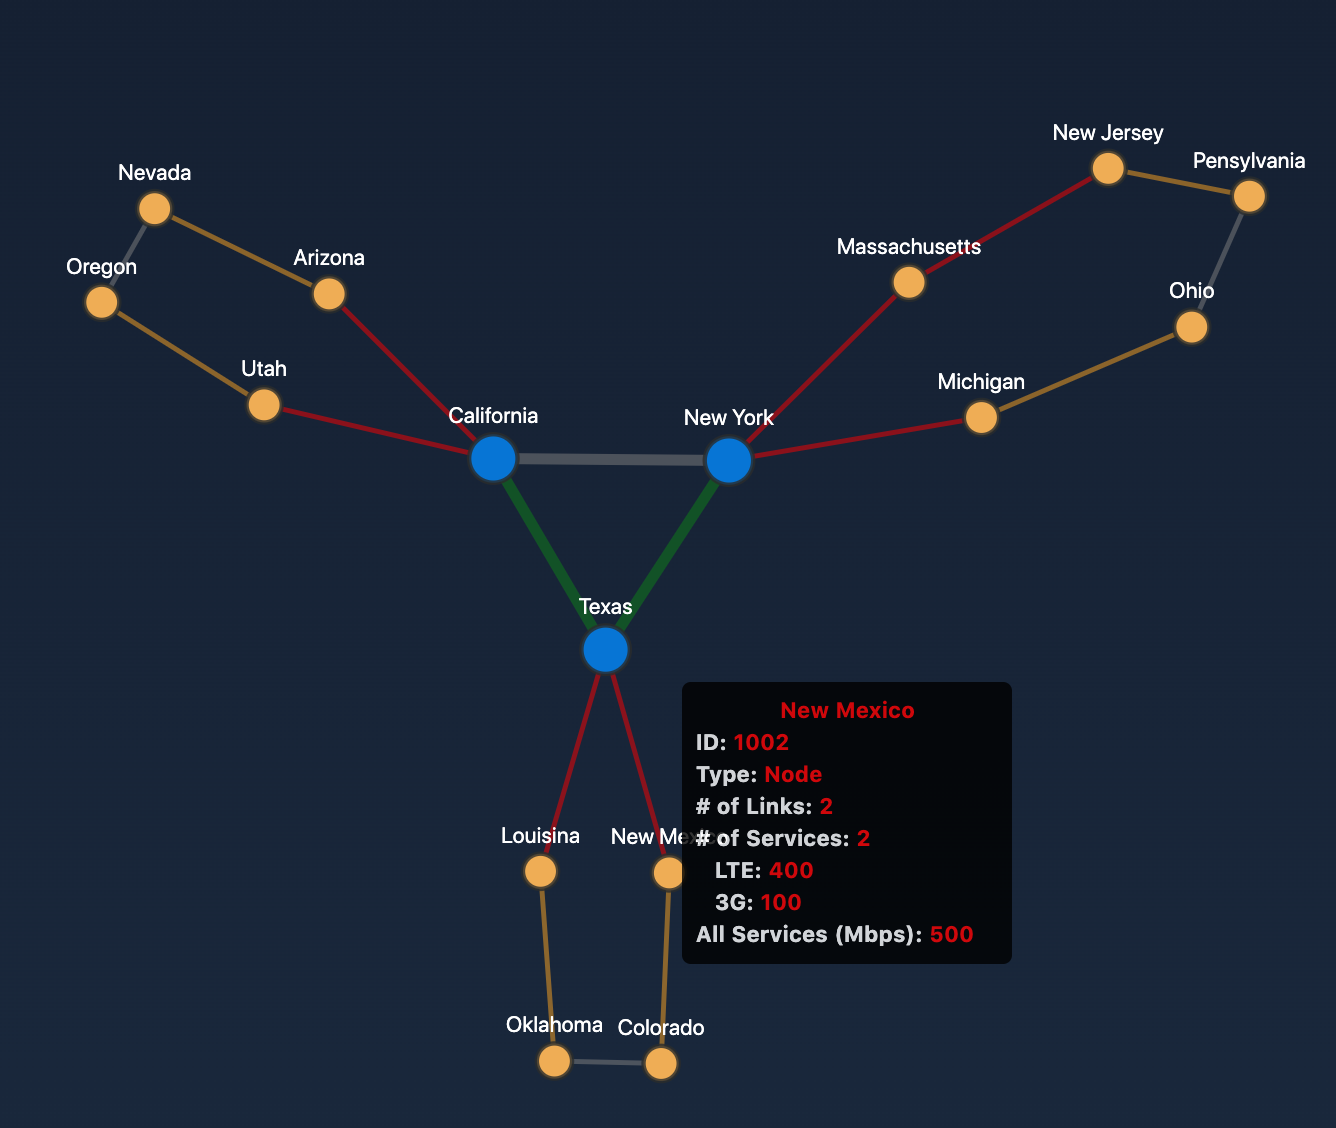 New Jersey
Pensylvania
Nevada
Massachusetts
Arizona
Oregon
Ohio
Utah
Michigan
California
New York
Texas
New Mexico
ID: 1002
Type: Node
# of Links: 2
# of Services: 2
LTE: 400
3G: 100
All Services (Mbps): 500
Louisina
New Mexico
Oklahoma
Colorado